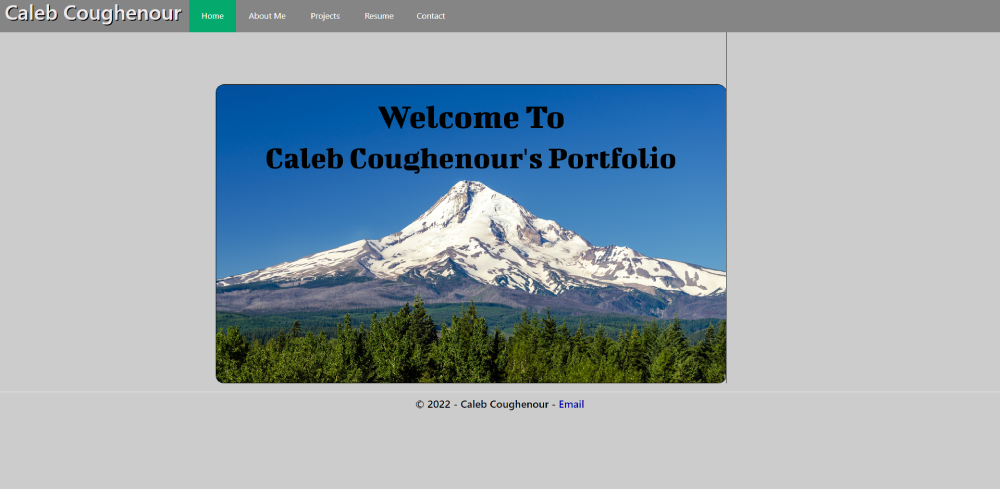 Caleb Coughenour Home About Me Projects Resume Contact
Welcome To
Caleb Coughenour's Portfolio
© 2022 - Caleb Coughenour - Email